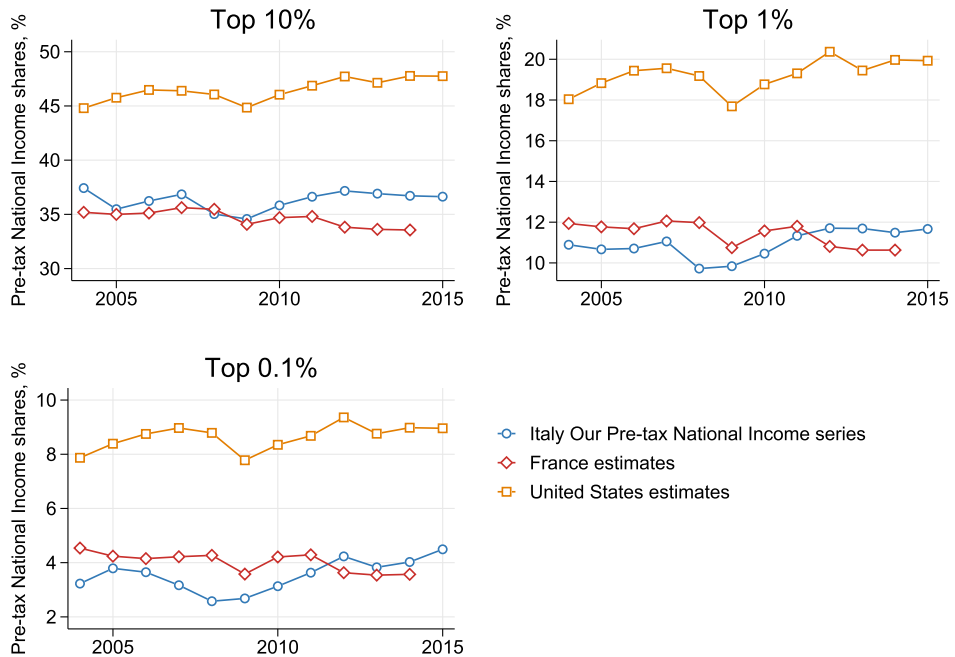 Top 10%
Pre-tax National Income shares, %
50
45
40
35
30
2005
2010
2015
Top 1%
Pre-tax National Income shares, %
20
18
16
14
12
10
2005
2010
2015
Top 0.1%
Pre-tax National Income shares, %
10
8
6
4
2
2005
2010
2015
Italy Our Pre-tax National Income series
France estimates
United States estimates